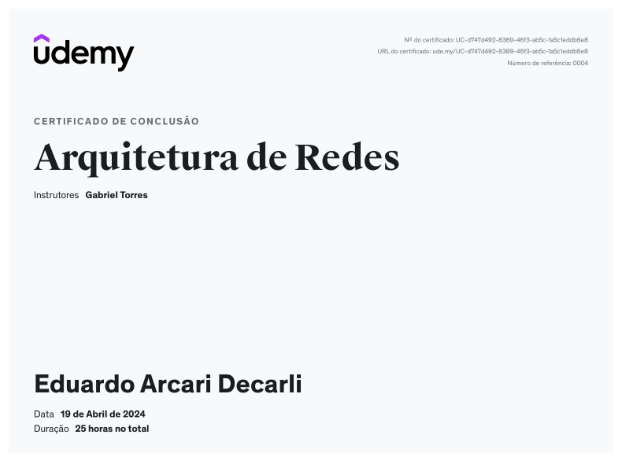 udemy
Nº do certificado: UC-d747d492-8389-46f3-ab5c-1a5c1eddb6e8
URL do certificado: ude.my/UC-d747d492-8389-46f3-ab5c-1a5c1eddb6e8
Número de referência: 0004
CERTIFICADO DE CONCLUSÃO
Arquitetura de Redes
Instrutores Gabriel Torres
Eduardo Arcari Decarli
Data 19 de Abril de 2024
Duração 25 horas no total